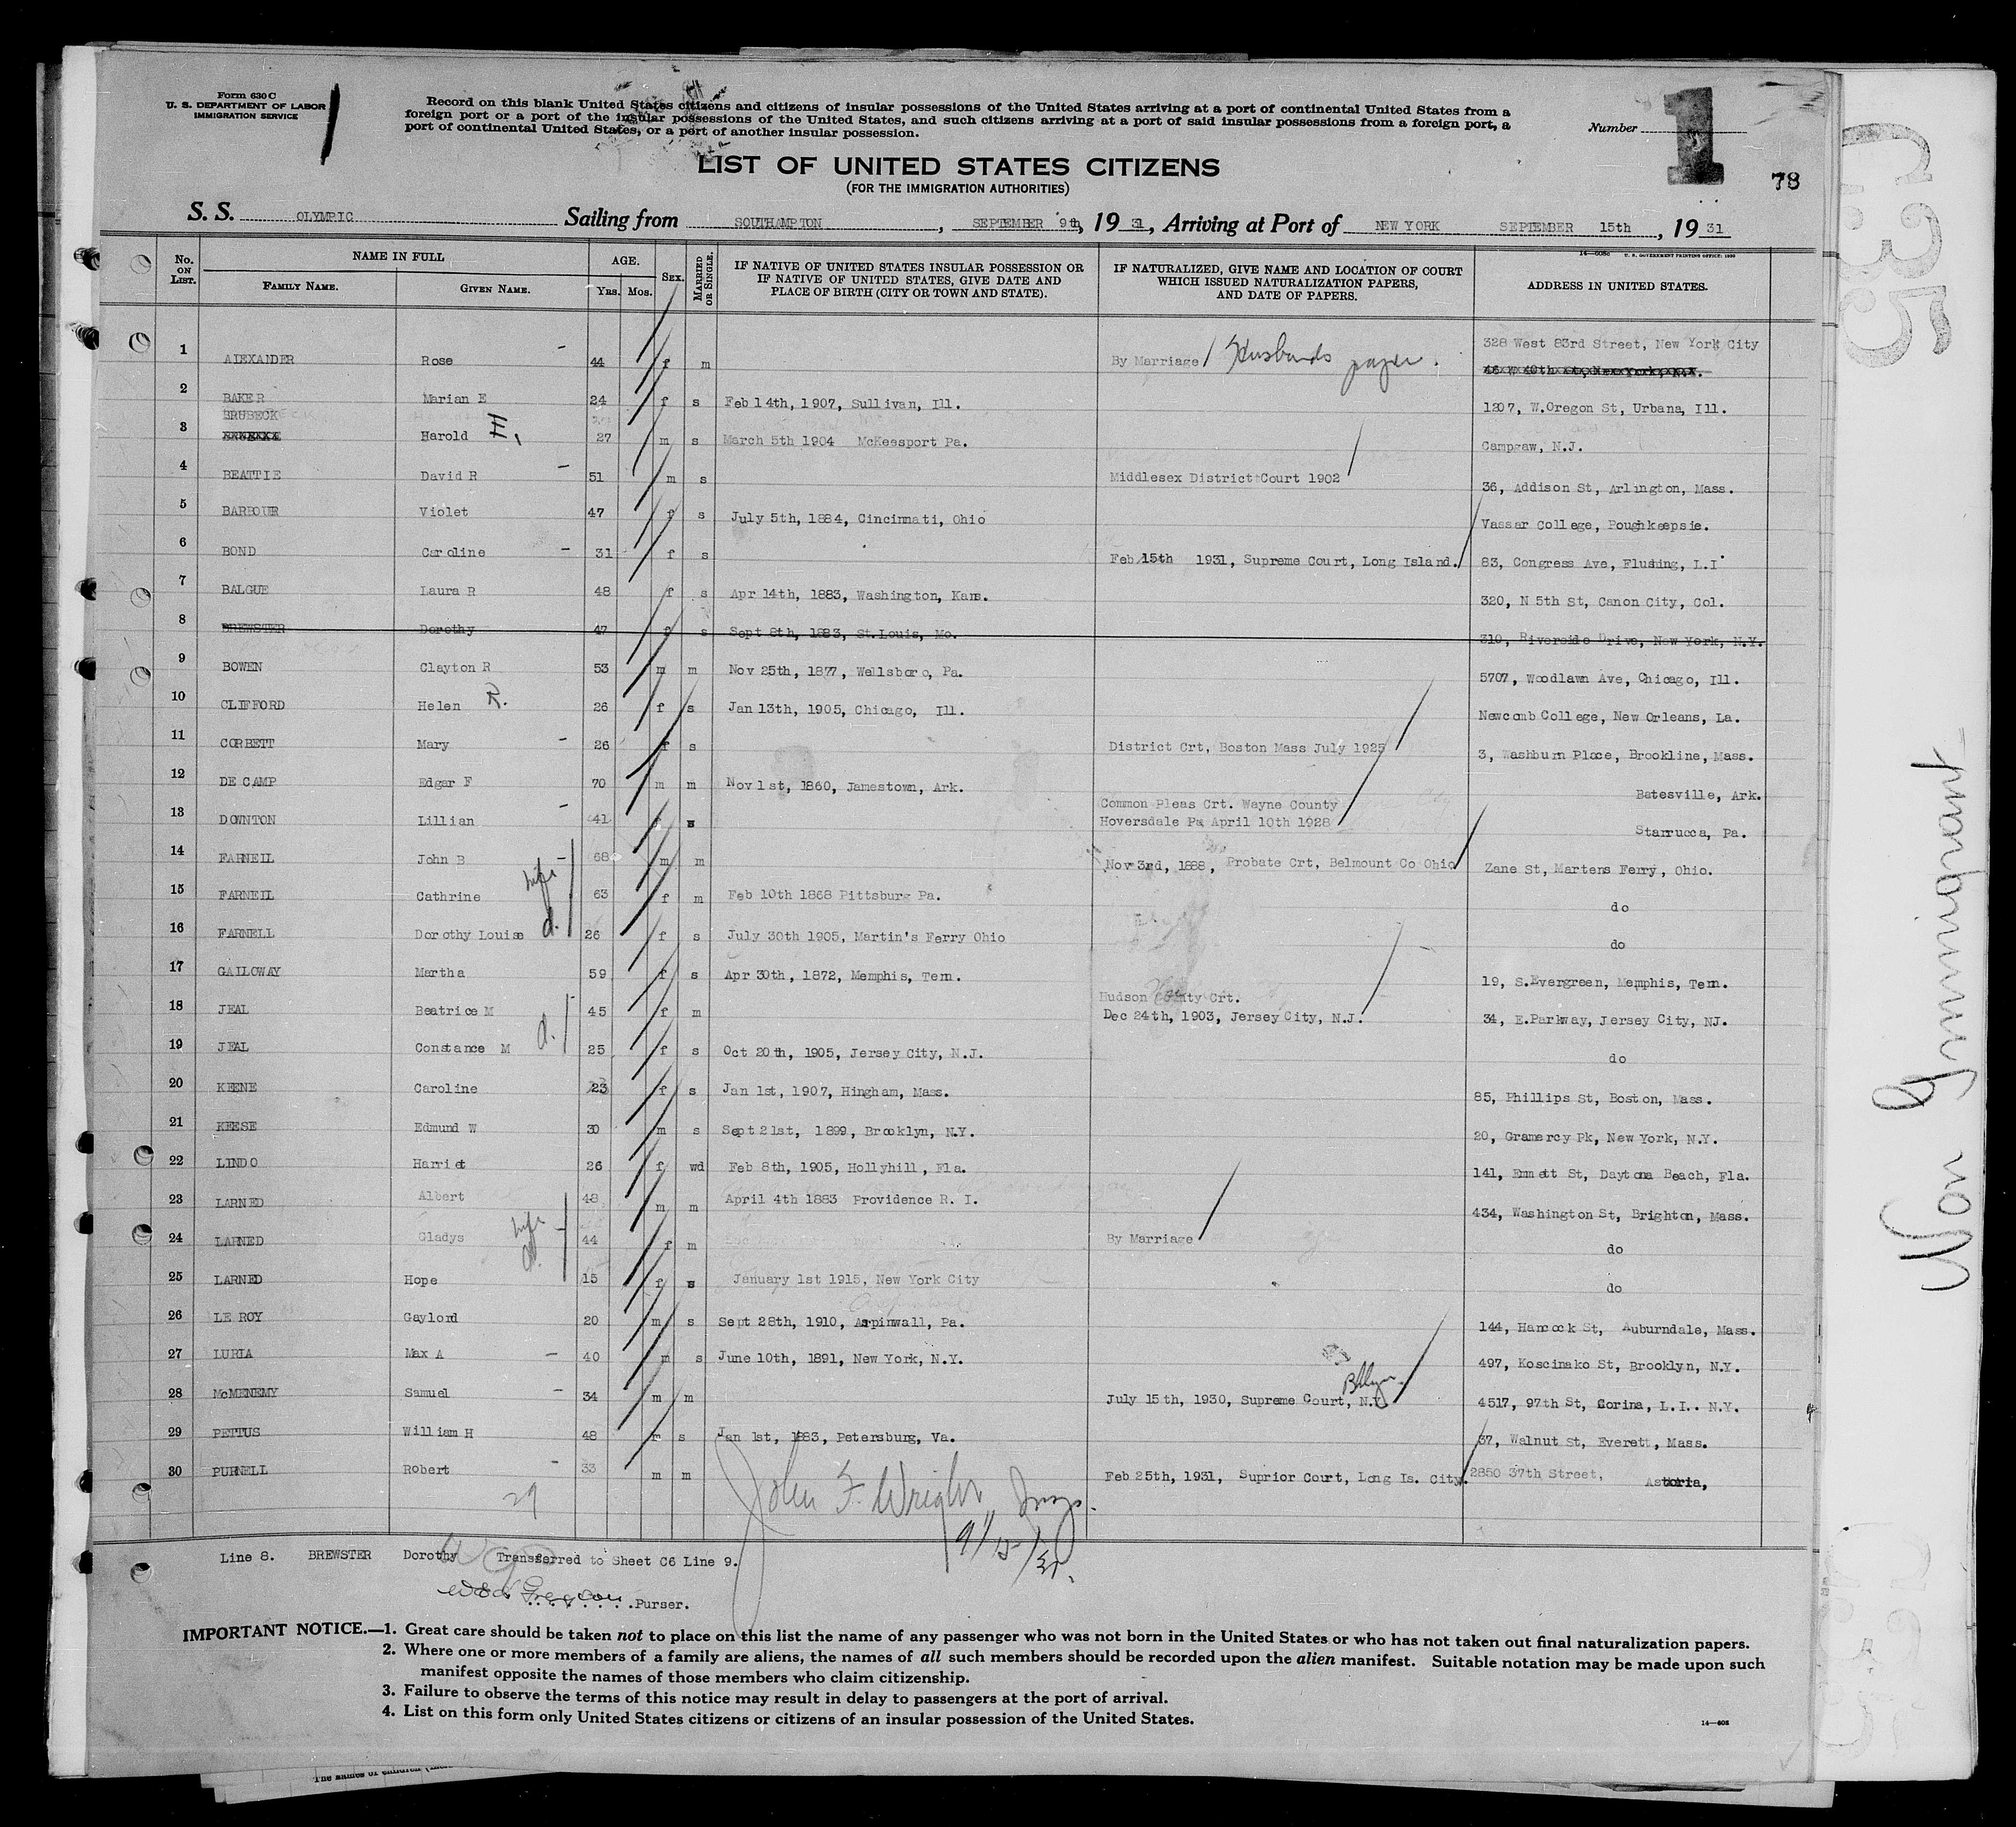 Form 630 C
U. S. DEPARTMENT OF LABOR
IMMIGRATION SERVICE
Record on this blank United States citizens and citizens of insular possessions of the United States arriving at a port of continental United States from a
foreign port or a port of the insular possessions of the United States, and such citizens arriving at a port of said insular possessions from a foreign port, a
port of continental United States, or a port of another insular possession.
Number 1
78
LIST OF UNITED STATES CITIZENS
(FOR THE IMMIGRATION AUTHORITIES)
S. S. OLYMPIC Sailing from SOUTHAMPTON, SEPTEMBER 9th, 1931, Arriving at Port of NEW YORK SEPTEMBER 15th, 1931
No. ON LIST. NAME IN FULL FAMILY NAME. GIVEN NAME. AGE. Yrs. Mos. SEX. MARRIED OR SINGLE. IF NATIVE OF UNITED STATES INSULAR POSSESSION OR IF NATIVE OF UNITED STATES, GIVE DATE AND PLACE OF BIRTH (CITY OR TOWN AND STATE). IF NATURALIZED, GIVE NAME AND LOCATION OF COURT WHICH ISSUED NATURALIZATION PAPERS, AND DATE OF PAPERS. ADDRESS IN UNITED STATES.
1 ALEXANDER Rose 44 f m By Marriage Husbands paper. 328 West 83rd Street, New York City
2 BAKER Marian E 24 f s Feb 14th, 1907, Sullivan, Ill. 1207, W.Oregon St, Urbana, Ill.
3 BRUBECK Harold E, 27 m s March 5th 1904 McKeesport Pa. Campgaw, N.J.
4 BEATTIE David R 51 m s Middlesex District Court 1902 36, Addison St, Arlington, Mass.
5 BARBOUR Violet 47 f s July 5th, 1884, Cincinnati, Ohio Vassar College, Poughkeepsie.
6 BOND Caroline 31 f s Feb 15th 1931, Supreme Court, Long Island. 83, Congress Ave, Flushing, L.I
7 BALGUE Laura R 48 f s Apr 14th, 1883, Washington, Kans. 320, N 5th St, Canon City, Col.
8 BREWSTER Dorothy 47 f s Sept 8th, 1883, St.Louis, Mo. 310, Riverside Drive, New York, N.Y.
9 BOWEN Clayton R 53 m m Nov 25th, 1877, Wellsboro, Pa. 5707, Woodlawn Ave, Chicago, Ill.
10 CLIFFORD Helen R. 26 f s Jan 13th, 1905, Chicago, Ill. Newcomb College, New Orleans, La.
11 CORBETT Mary 26 f s District Crt, Boston Mass July 1925 3, Washburn Place, Brookline, Mass.
12 DE CAMP Edgar F 70 m m Nov 1st, 1860, Jamestown, Ark. Batesville, Ark.
13 DOWNTON Lillian 41 f s Common Pleas Crt. Wayne County Hoversdale Pa April 10th 1928 Starrucca, Pa.
14 FARNELL John B 68 m m Nov 3rd, 1888, Probate Crt, Belmount Co Ohio Zane St, Martens Ferry, Ohio.
15 FARNELL Cathrine wife 63 f m Feb 10th 1868 Pittsburg Pa. do
16 FARNELL Dorothy Louise d. 26 f s July 30th 1905, Martin's Ferry Ohio do
17 GALLOWAY Martha 59 f s Apr 30th, 1872, Memphis, Tenn. 19, S.Evergreen, Memphis, Tenn.
18 JEAL Beatrice M 45 f m Hudson County Crt. Dec 24th, 1903, Jersey City, N.J. 34, E.Parkway, Jersey City, NJ.
19 JEAL Constance M d. 25 f s Oct 20th, 1905, Jersey City, N.J. do
20 KEENE Caroline 23 f s Jan 1st, 1907, Hingham, Mass. 85, Phillips St, Boston, Mass.
21 KEESE Edmund W 30 m s Sept 21st, 1899, Brooklyn, N.Y. 20, Gramercy Pk, New York, N.Y.
22 LINDO Harriet 26 f wd Feb 8th, 1905, Hollyhill, Fla. 141, Emmett St, Daytona Beach, Fla.
23 LARNED Albert 48 m m April 4th 1883 Providence R. I. 434, Washington St, Brighton, Mass.
24 LARNED Gladys wife 44 f m By Marriage do
25 LARNED Hope d. 15 f s January 1st 1915, New York City do
26 LE ROY Gaylord 20 m s Sept 28th, 1910, Aspinwall, Pa. 144, Hancock St, Auburndale, Mass.
27 LURIA Max A 40 m s June 10th, 1891, New York, N.Y. 497, Koscinako St, Brooklyn, N.Y.
28 McMENEMY Samuel 34 m m July 15th, 1930, Supreme Court, N.Y. Bklyn. 4517, 97th St, Corina, L.I. N.Y.
29 PETTUS William H 48 m s Jan 1st, 1883, Petersburg, Va. 37, Walnut St, Everett, Mass.
30 PURNELL Robert 33 m m Feb 25th, 1931, Suprior Court, Long Is. City. 2850 37th Street, Astoria,
29
John F. Wright Insp.
9/15/31.
Line 8. BREWSTER Dorothy Transferred to Sheet C6 Line 9.
Purser.
IMPORTANT NOTICE.—1. Great care should be taken not to place on this list the name of any passenger who was not born in the United States or who has not taken out final naturalization papers.
2. Where one or more members of a family are aliens, the names of all such members should be recorded upon the alien manifest. Suitable notation may be made upon such
manifest opposite the names of those members who claim citizenship.
3. Failure to observe the terms of this notice may result in delay to passengers at the port of arrival.
4. List on this form only United States citizens or citizens of an insular possession of the United States.
14—608
Non Immigrant